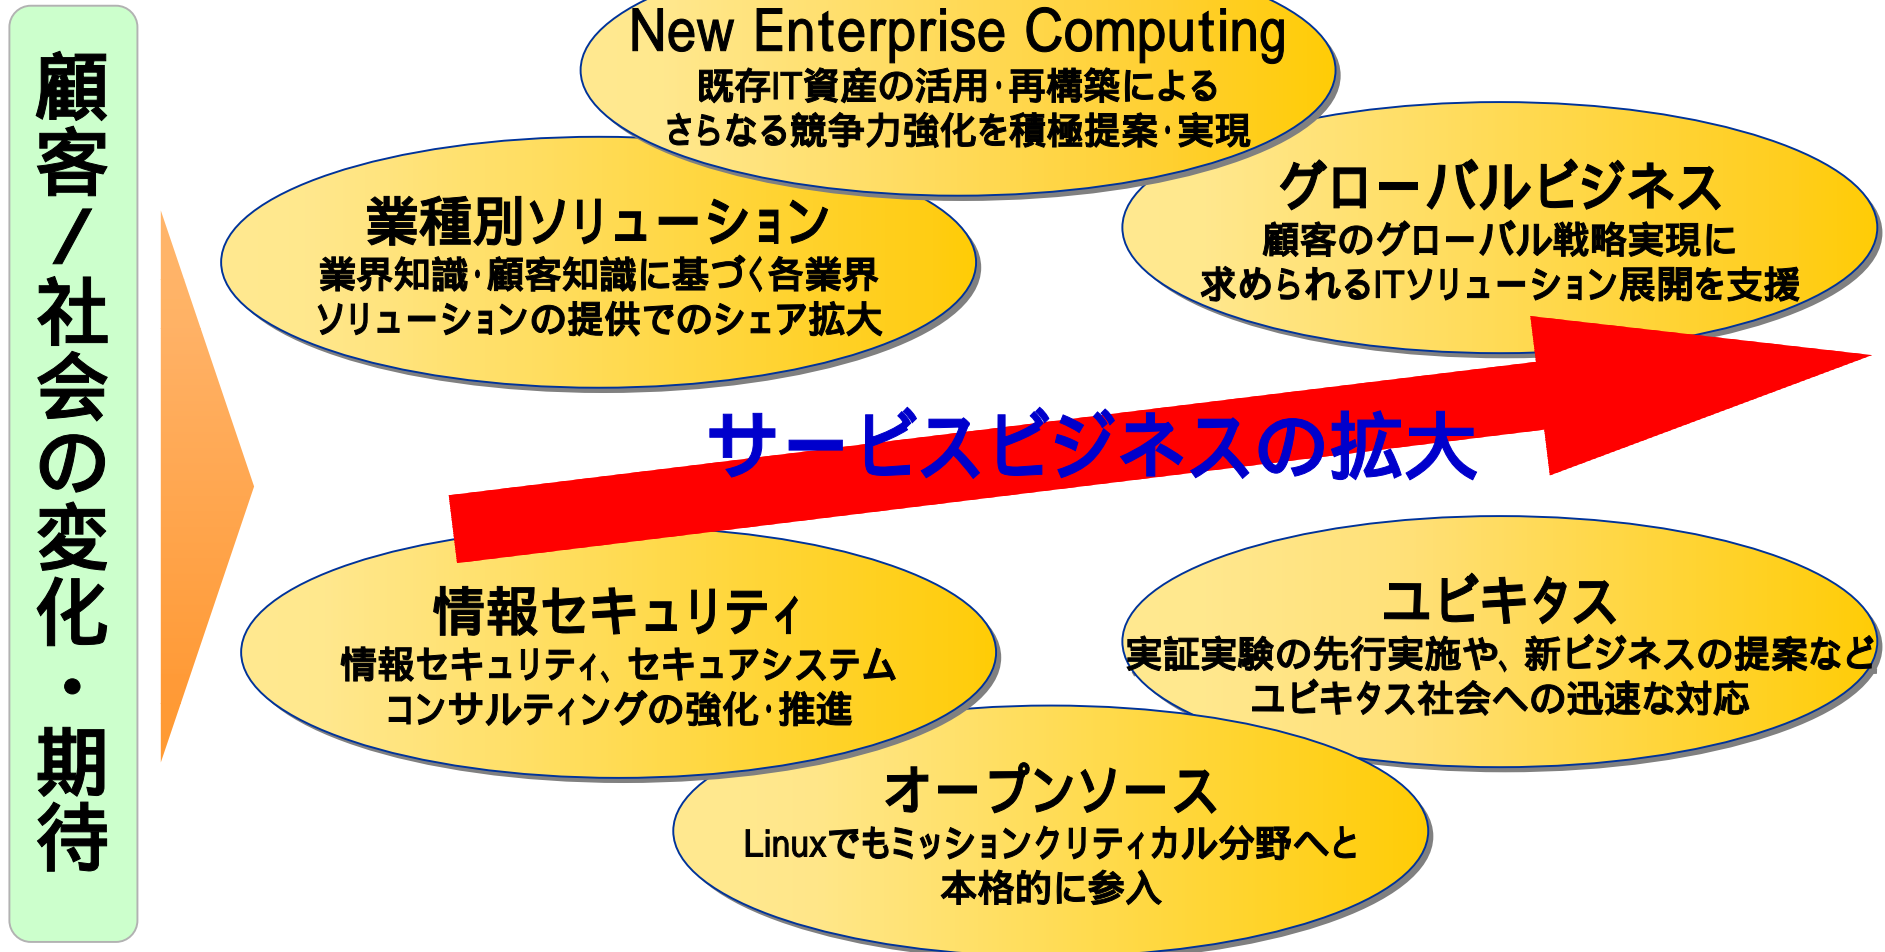 顧客/社会の変化・期待
New Enterprise Computing
既存IT資産の活用・再構築による
さらなる競争力強化を積極提案・実現
業種別ソリューション
業界知識・顧客知識に基づく各業界
ソリューションの提供でのシェア拡大
グローバルビジネス
顧客のグローバル戦略実現に
求められるITソリューション展開を支援
サービスビジネスの拡大
情報セキュリティ
情報セキュリティ、セキュアシステム
コンサルティングの強化・推進
ユビキタス
実証実験の先行実施や、新ビジネスの提案など
ユビキタス社会への迅速な対応
オープンソース
Linuxでもミッションクリティカル分野へと
本格的に参入